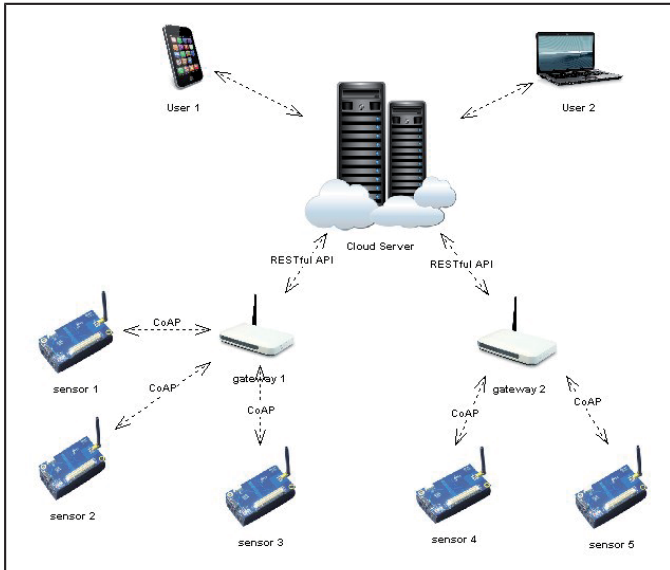 User 1
User 2
Cloud Server
RESTful API
RESTful API
CoAP
sensor 1
gateway 1
gateway 2
CoAP
CoAP
CoAP
CoAP
sensor 2
sensor 3
sensor 4
sensor 5